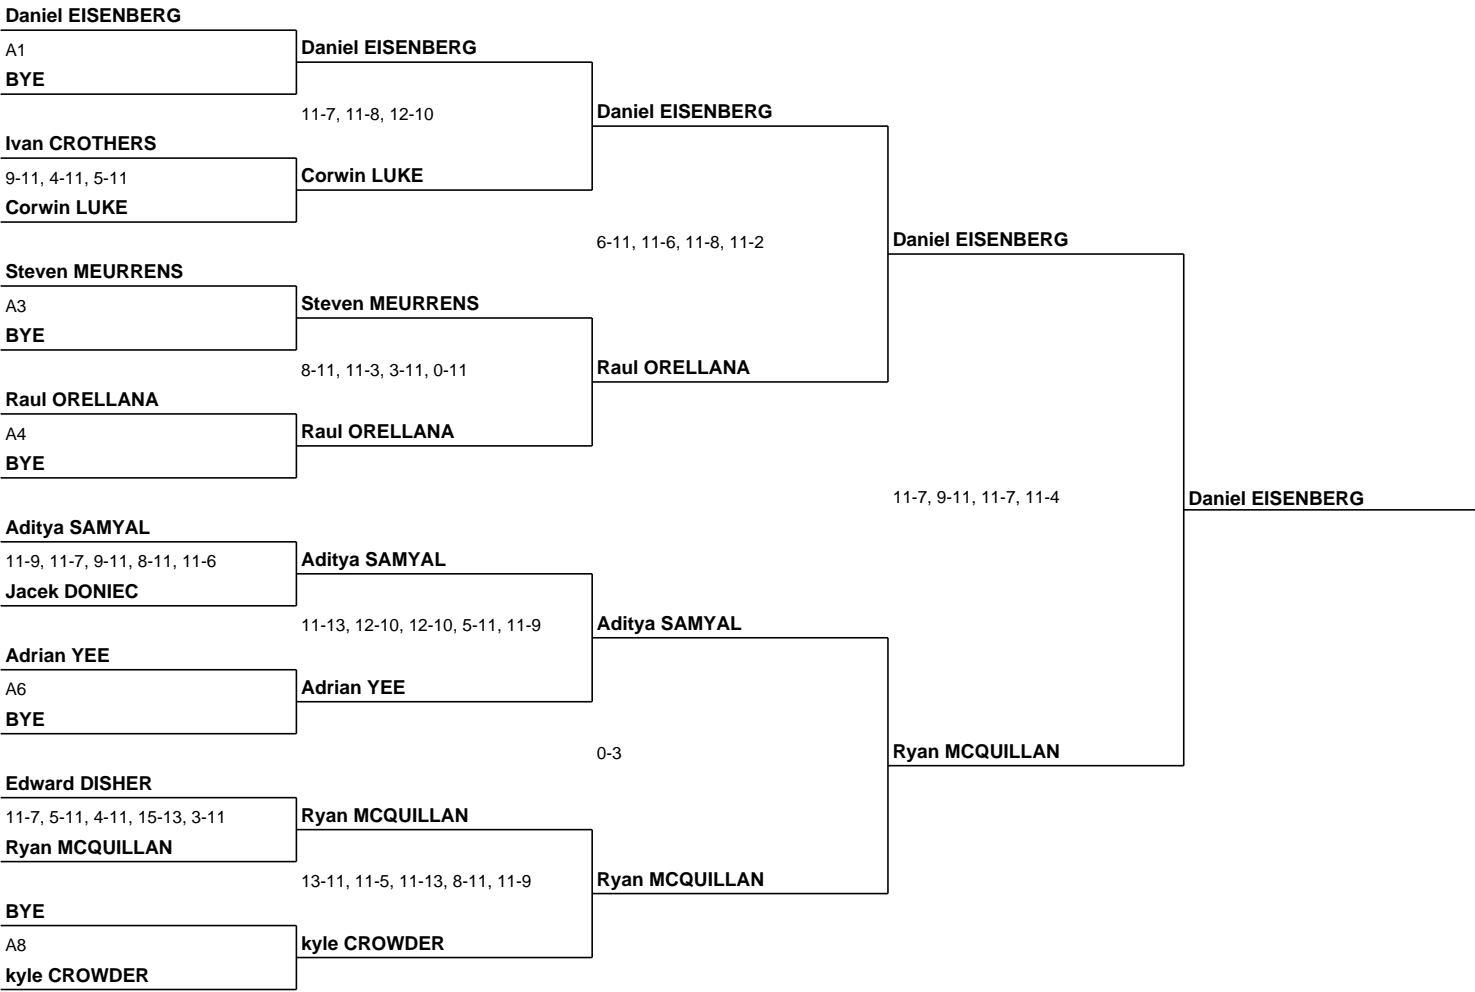 Daniel EISENBERG
A1
BYE
Ivan CROTHERS
9-11, 4-11, 5-11
Corwin LUKE
Steven MEURRENS
A3
BYE
Raul ORELLANA
A4
BYE
Aditya SAMYAL
11-9, 11-7, 9-11, 8-11, 11-6
Jacek DONIEC
Adrian YEE
A6
BYE
Edward DISHER
11-7, 5-11, 4-11, 15-13, 3-11
Ryan MCQUILLAN
BYE
A8
kyle CROWDER
Daniel EISENBERG
11-7, 11-8, 12-10
Corwin LUKE
Steven MEURRENS
8-11, 11-3, 3-11, 0-11
Raul ORELLANA
Aditya SAMYAL
11-13, 12-10, 12-10, 5-11, 11-9
Adrian YEE
Ryan MCQUILLAN
13-11, 11-5, 11-13, 8-11, 11-9
kyle CROWDER
Daniel EISENBERG
6-11, 11-6, 11-8, 11-2
Raul ORELLANA
Aditya SAMYAL
0-3
Ryan MCQUILLAN
Daniel EISENBERG
11-7, 9-11, 11-7, 11-4
Ryan MCQUILLAN
Daniel EISENBERG